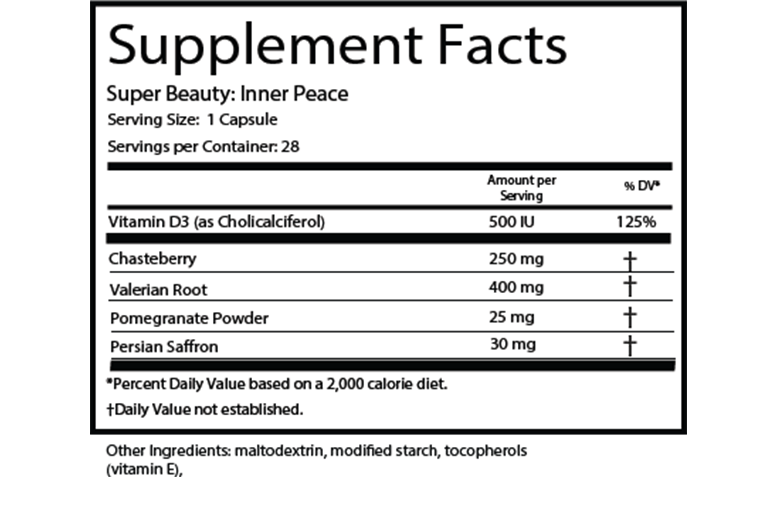 Supplement Facts
Super Beauty: Inner Peace
Serving Size: 1 Capsule
Servings per Container: 28
Amount per
Serving
% DV*
Vitamin D3 (as Cholicalciferol) 500 IU 125%
Chasteberry 250 mg †
Valerian Root 400 mg †
Pomegranate Powder 25 mg †
Persian Saffron 30 mg †
*Percent Daily Value based on a 2,000 calorie diet.
†Daily Value not established.
Other Ingredients: maltodextrin, modified starch, tocopherols
(vitamin E),